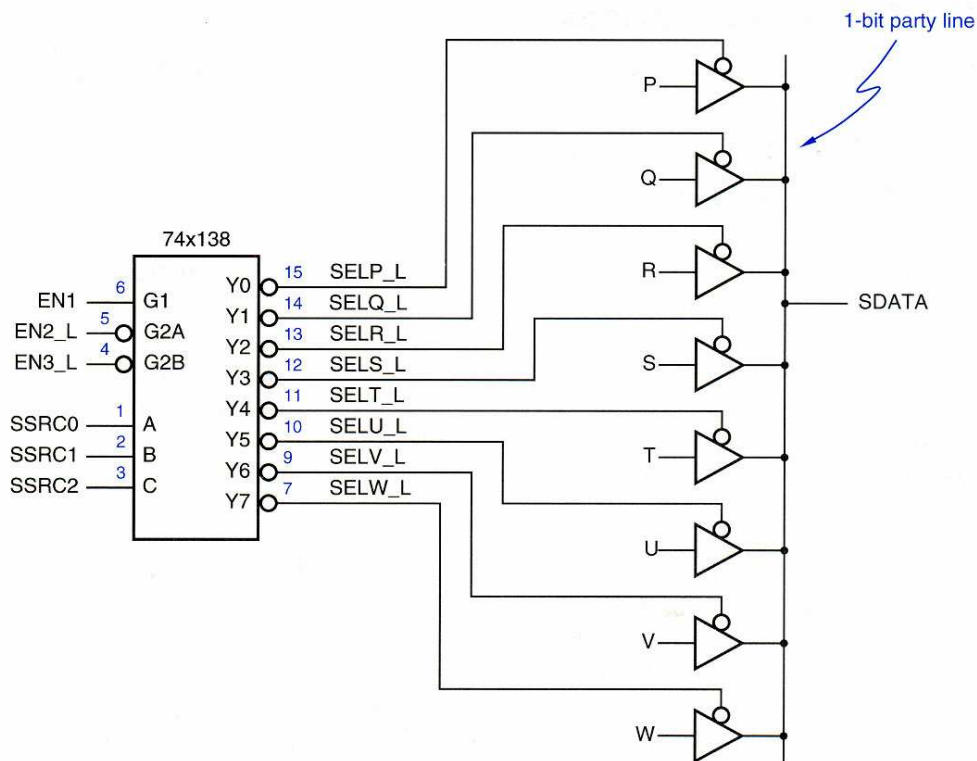 1-bit party line
P
Q
74x138
R
15 SELP_L
Y0
EN1 6 G1
14 SELQ_L
Y1
SDATA
EN2_L 5 G2A
13 SELR_L
Y2
EN3_L 4 G2B
12 SELS_L
Y3
S
11 SELT_L
Y4
SSRC0 1 A
10 SELU_L
Y5
SSRC1 2 B
9 SELV_L
Y6
T
SSRC2 3 C
7 SELW_L
Y7
U
V
W